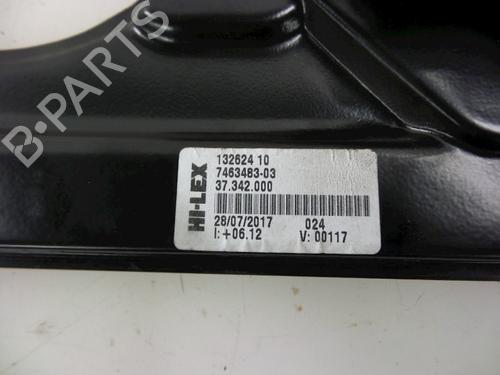 B-PARTS
HI-LEX
132624 10
7463483-03
37.342.000
28/07/2017 024
I:+06.12 V: 00117